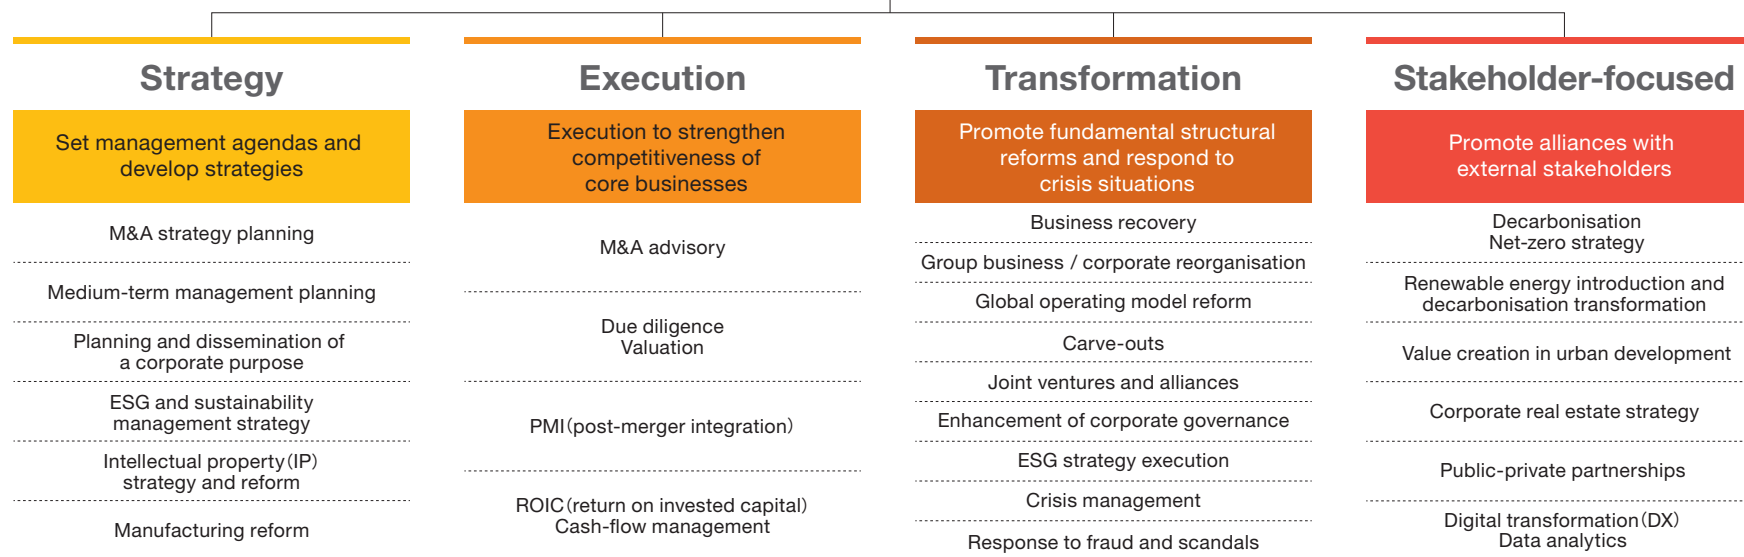 Strategy
Set management agendas and
develop strategies
M&A strategy planning
Medium-term management planning
Planning and dissemination of
a corporate purpose
ESG and sustainability
management strategy
Intellectual property(IP)
strategy and reform
Manufacturing reform
Execution
Execution to strengthen
competitiveness of
core businesses
M&A advisory
Due diligence
Valuation
PMI(post-merger integration)
ROIC(return on invested capital)
Cash-flow management
Transformation
Promote fundamental structural
reforms and respond to
crisis situations
Business recovery
Group business / corporate reorganisation
Global operating model reform
Carve-outs
Joint ventures and alliances
Enhancement of corporate governance
ESG strategy execution
Crisis management
Response to fraud and scandals
Stakeholder-focused
Promote alliances with
external stakeholders
Decarbonisation
Net-zero strategy
Renewable energy introduction and
decarbonisation transformation
Value creation in urban development
Corporate real estate strategy
Public-private partnerships
Digital transformation(DX)
Data analytics